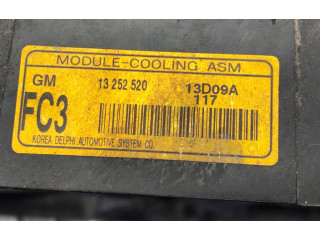 MODULE-COOLING ASM
GM 13 252 520 13D09A
117
FC3
KOREA DELPHI AUTOMOTIVE SYSTEM CO.